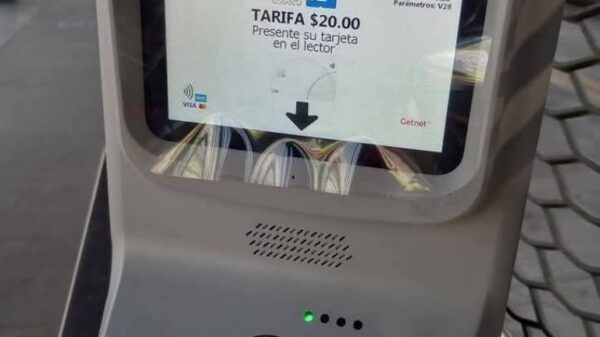 Parámetros: V28
TARIFA $20.00
Presente su tarjeta
en el lector
VISA
Getnet